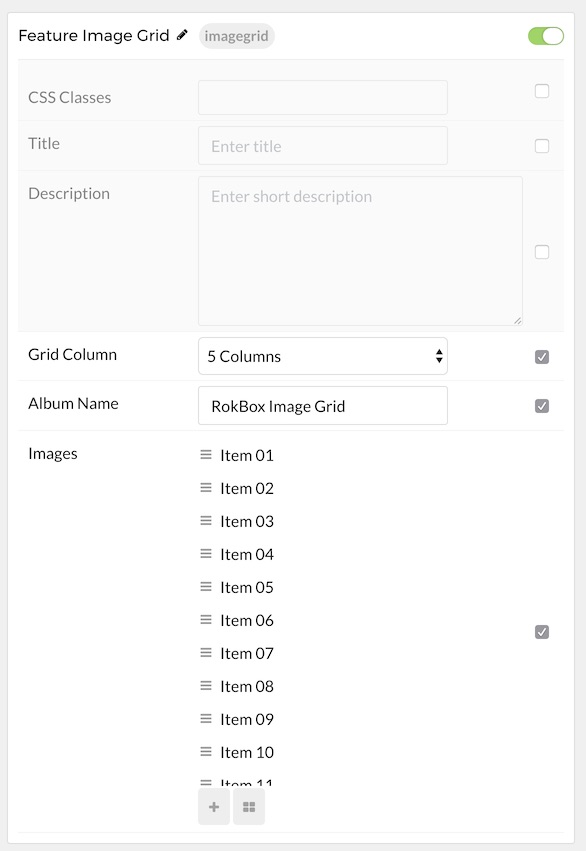 Feature Image Grid imagegrid
CSS Classes
Title Enter title
Description Enter short description
Grid Column 5 Columns
Album Name RokBox Image Grid
Images Item 01
Item 02
Item 03
Item 04
Item 05
Item 06
Item 07
Item 08
Item 09
Item 10
Item 11